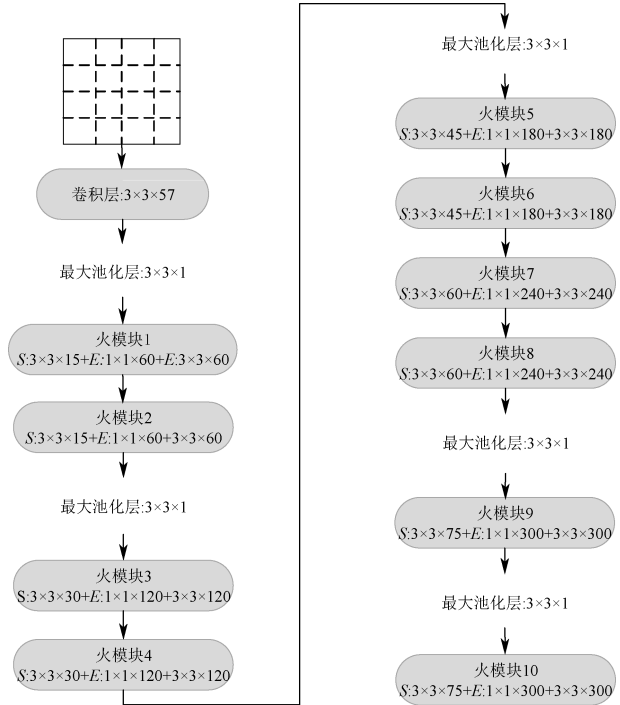 卷积层:3×3×57
最大池化层:3×3×1
火模块1
S:3×3×15+E:1×1×60+E:3×3×60
火模块2
S:3×3×15+E:1×1×60+3×3×60
最大池化层:3×3×1
火模块3
S:3×3×30+E:1×1×120+3×3×120
火模块4
S:3×3×30+E:1×1×120+3×3×120
最大池化层:3×3×1
火模块5
S:3×3×45+E:1×1×180+3×3×180
火模块6
S:3×3×45+E:1×1×180+3×3×180
火模块7
S:3×3×60+E:1×1×240+3×3×240
火模块8
S:3×3×60+E:1×1×240+3×3×240
最大池化层:3×3×1
火模块9
S:3×3×75+E:1×1×300+3×3×300
最大池化层:3×3×1
火模块10
S:3×3×75+E:1×1×300+3×3×300